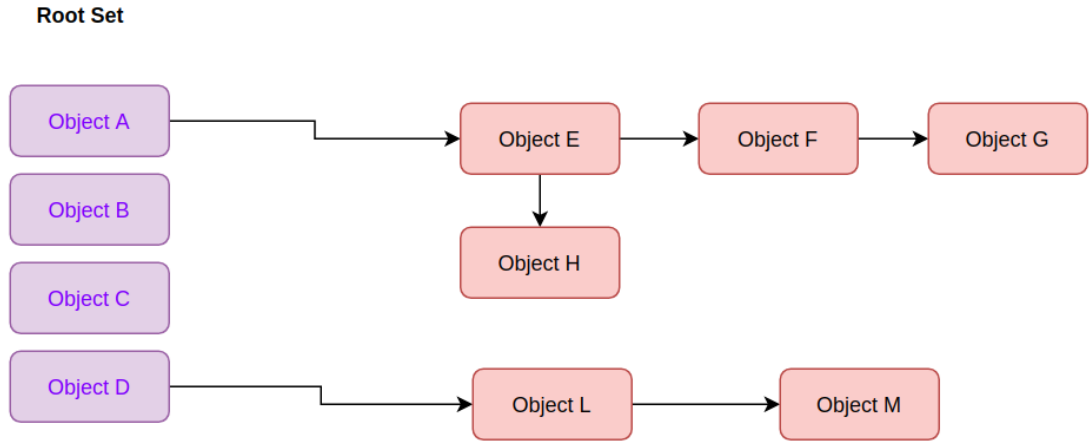 Root Set
Object A
Object E
Object F
Object G
Object B
Object H
Object C
Object D
Object L
Object M